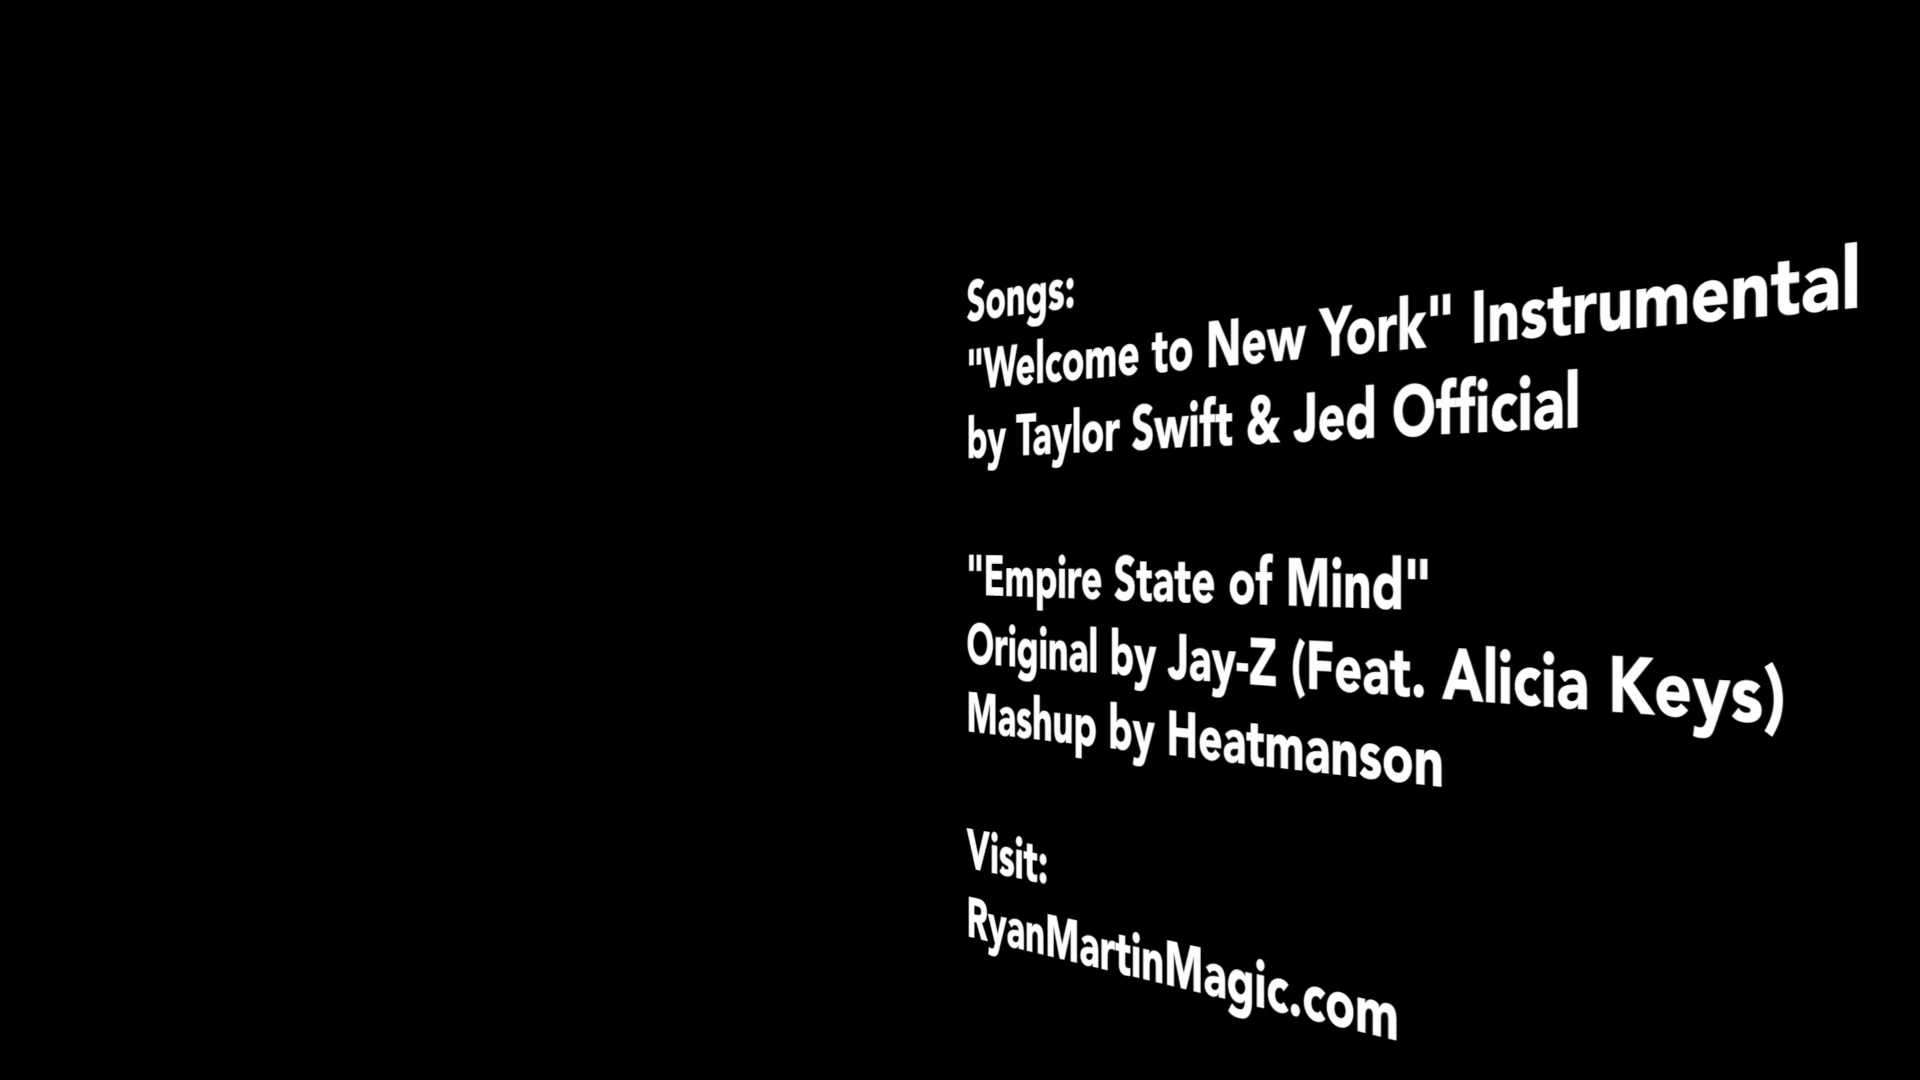 Songs:
"Welcome to New York" Instrumental
by Taylor Swift & Jed Official
"Empire State of Mind"
Original by Jay-Z (Feat. Alicia Keys)
Mashup by Heatmanson
Visit:
RyanMartinMagic.com